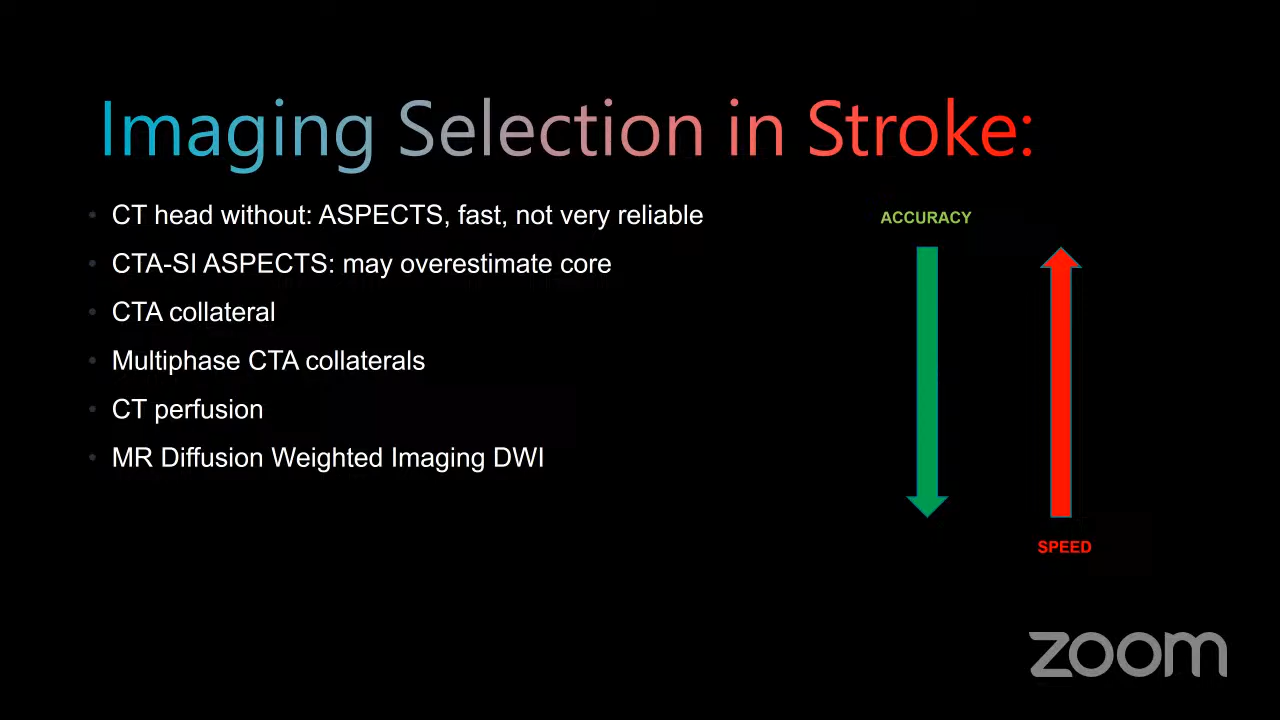 Imaging Selection in Stroke:
• CT head without: ASPECTS, fast, not very reliable
• CTA-SI ASPECTS: may overestimate core
• CTA collateral
• Multiphase CTA collaterals
• CT perfusion
• MR Diffusion Weighted Imaging DWI
ACCURACY
SPEED
zoom